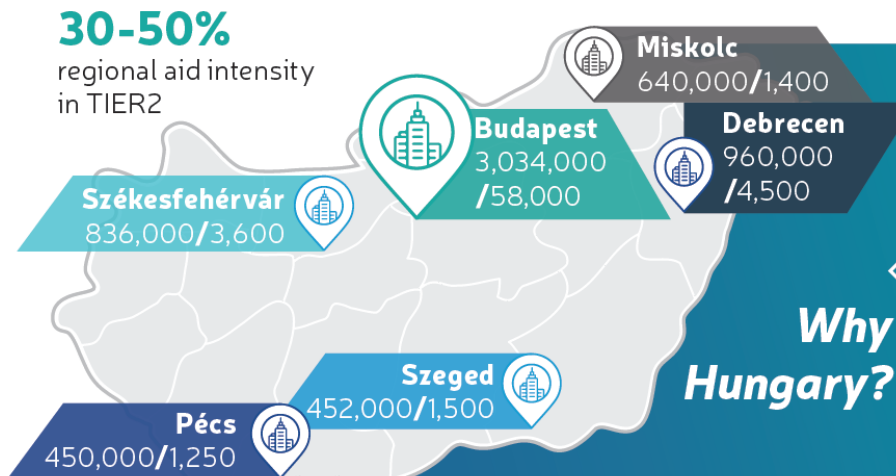 30-50%
regional aid intensity
in TIER2
Miskolc
640,000/1,400
Budapest
3,034,000
/58,000
Debrecen
960,000
/4,500
Székesfehérvár
836,000/3,600
Why
Hungary?
Szeged
452,000/1,500
Pécs
450,000/1,250